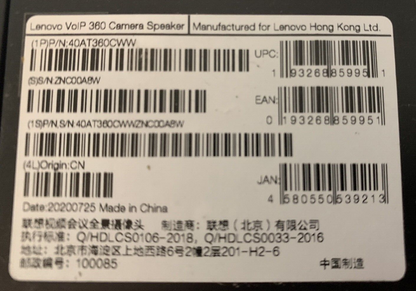 Lenovo VoIP 360 Camera Speaker
Manufactured for Lenovo Hong Kong Ltd.
(1P)P/N:40AT360CWW
UPC:
1 93268 85995 1
(S)S/N:ZNC00A8W
EAN:
0 193268 859951
(1S)P/N.S/N:40AT360CWWZNC00A8W
(4L)Origin:CN
JAN:
4 580550 539213
Date:20200725 Made in China
联想视频会议全景摄像头 制造商：联想（北京）有限公司
执行标准：Q/HDLCS0106-2018，Q/HDLCS0033-2016
地址：北京市海淀区上地西路6号2幢2层201-H2-6
邮政编号：100085
中国制造